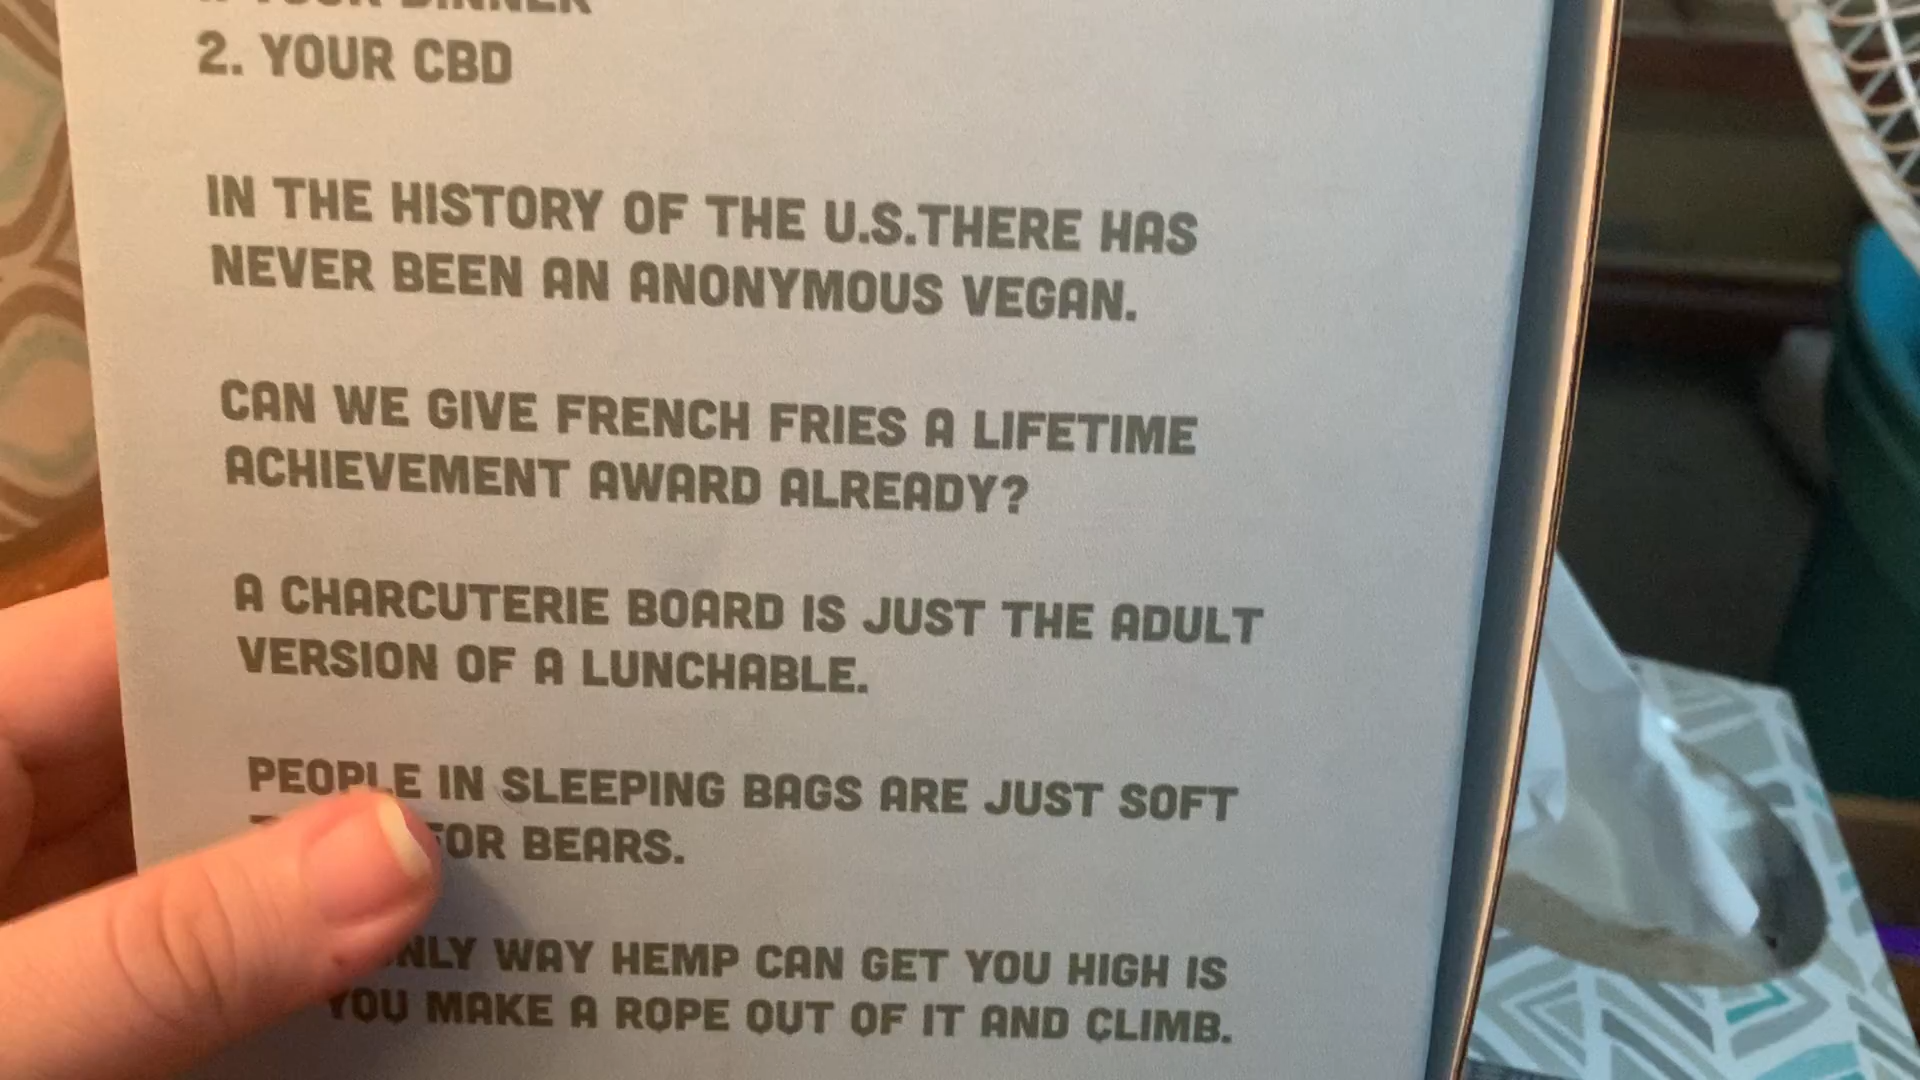 YOUR DINNER
2. YOUR CBD
IN THE HISTORY OF THE U.S.THERE HAS
NEVER BEEN AN ANONYMOUS VEGAN.
CAN WE GIVE FRENCH FRIES A LIFETIME
ACHIEVEMENT AWARD ALREADY?
A CHARCUTERIE BOARD IS JUST THE ADULT
VERSION OF A LUNCHABLE.
PEOPLE IN SLEEPING BAGS ARE JUST SOFT
FOR BEARS.
WAY HEMP CAN GET YOU HIGH IS
YOU MAKE A ROPE OUT OF IT AND CLIMB.